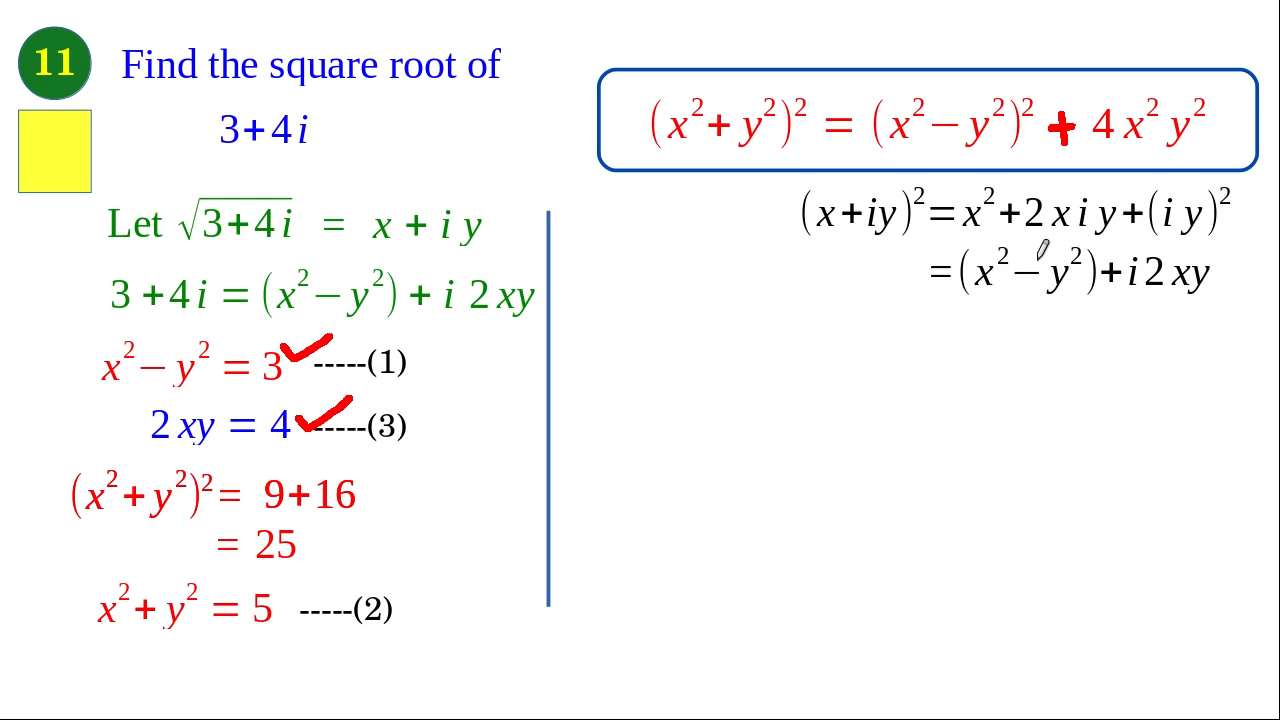 11 Find the square root of
3+4i
(x²+y²)² = (x²−y²)² + 4x²y²
(x+iy)²=x²+2xiy+(iy)²
=(x²−y²)+i2xy
Let √3+4i = x + iy
3+4i = (x²−y²) + i 2xy
x²−y² = 3 -----(1)
2xy = 4 -----(3)
(x²+y²)² = 9+16
= 25
x²+y² = 5 -----(2)